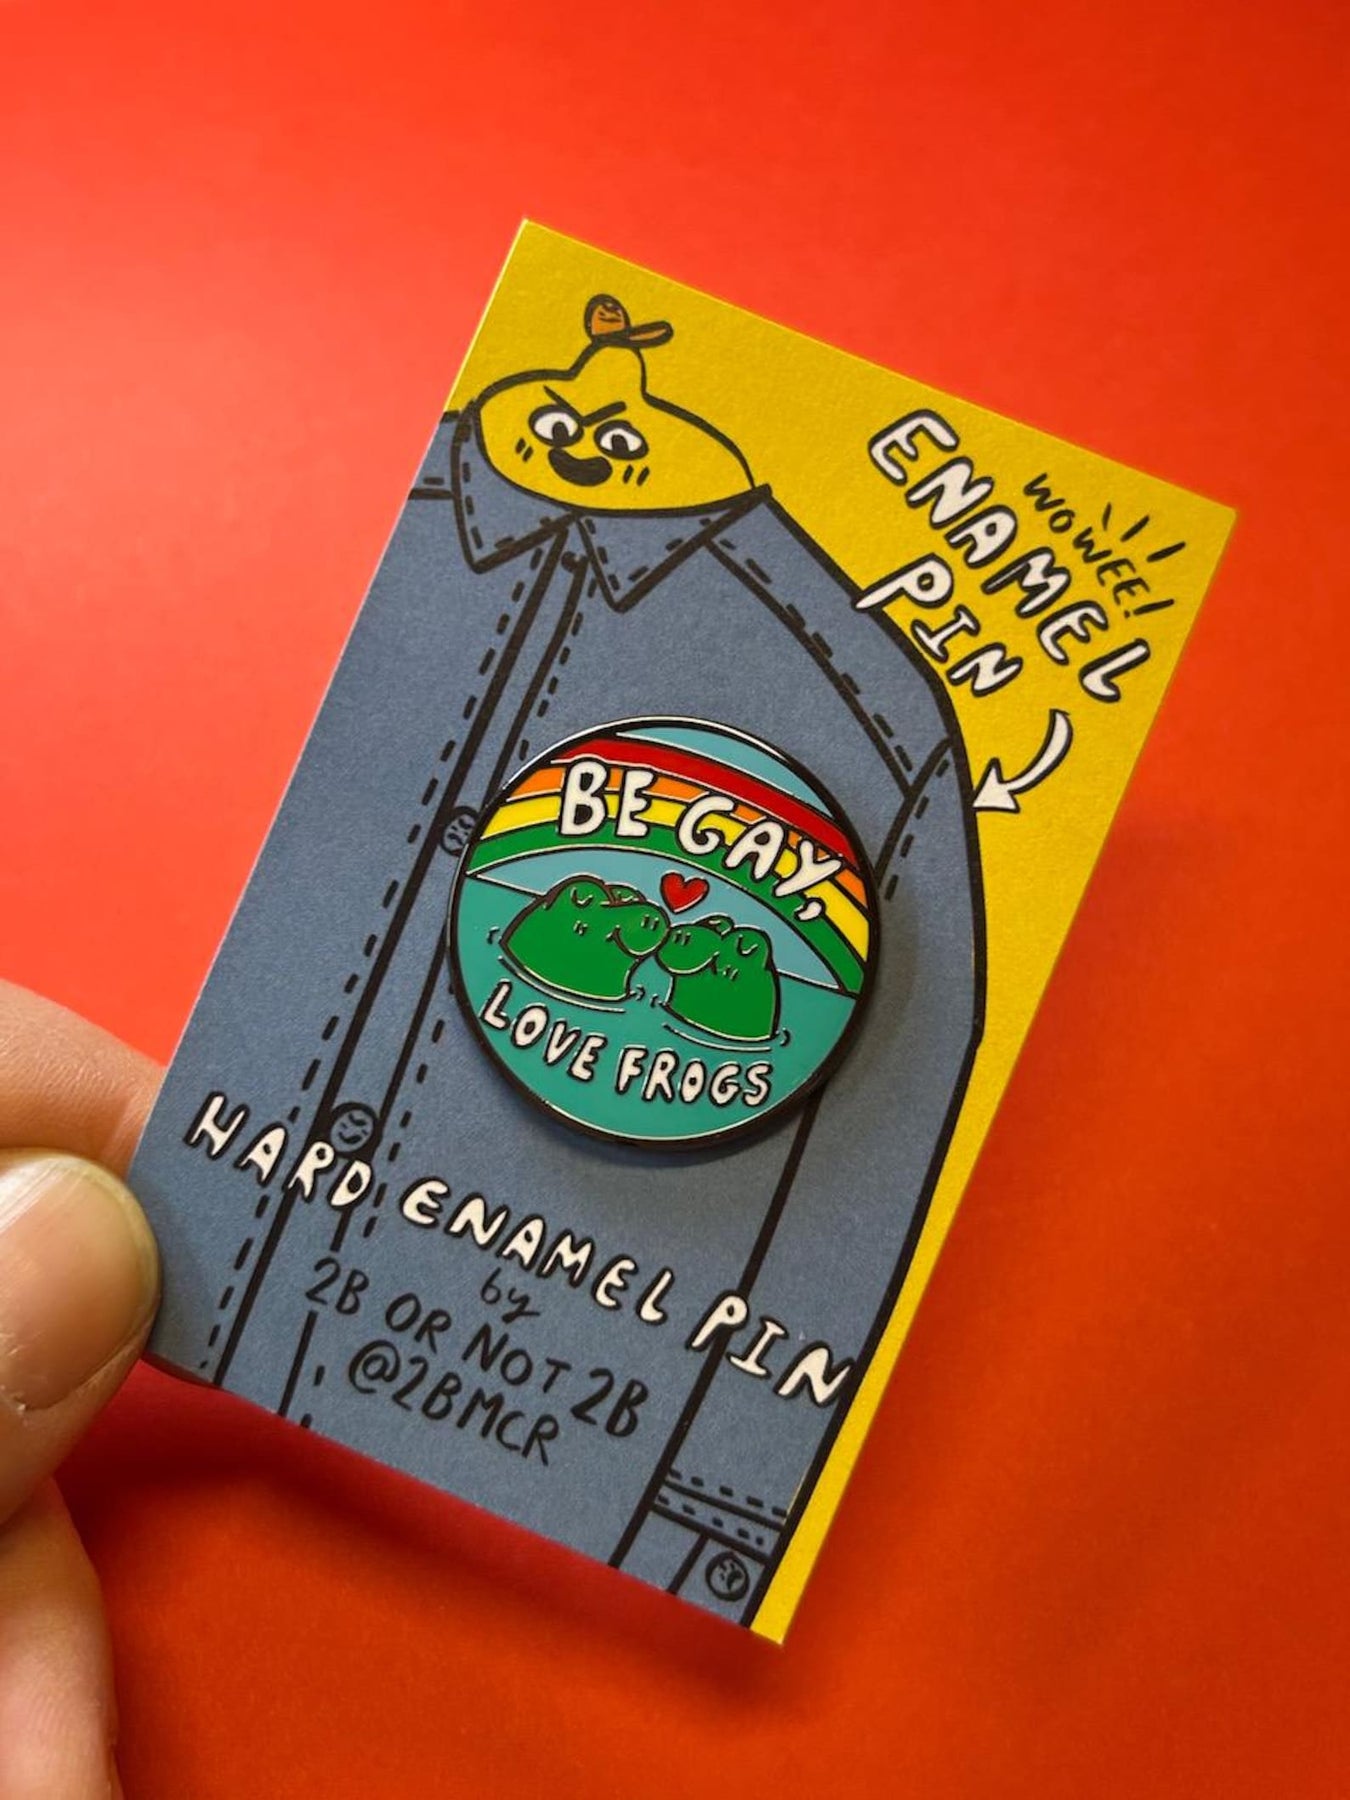 WOWEE!
ENAMEL
PIN
BE GAY,
LOVE FROGS
HARD ENAMEL PIN
by
2B OR NOT 2B
@2BMCR